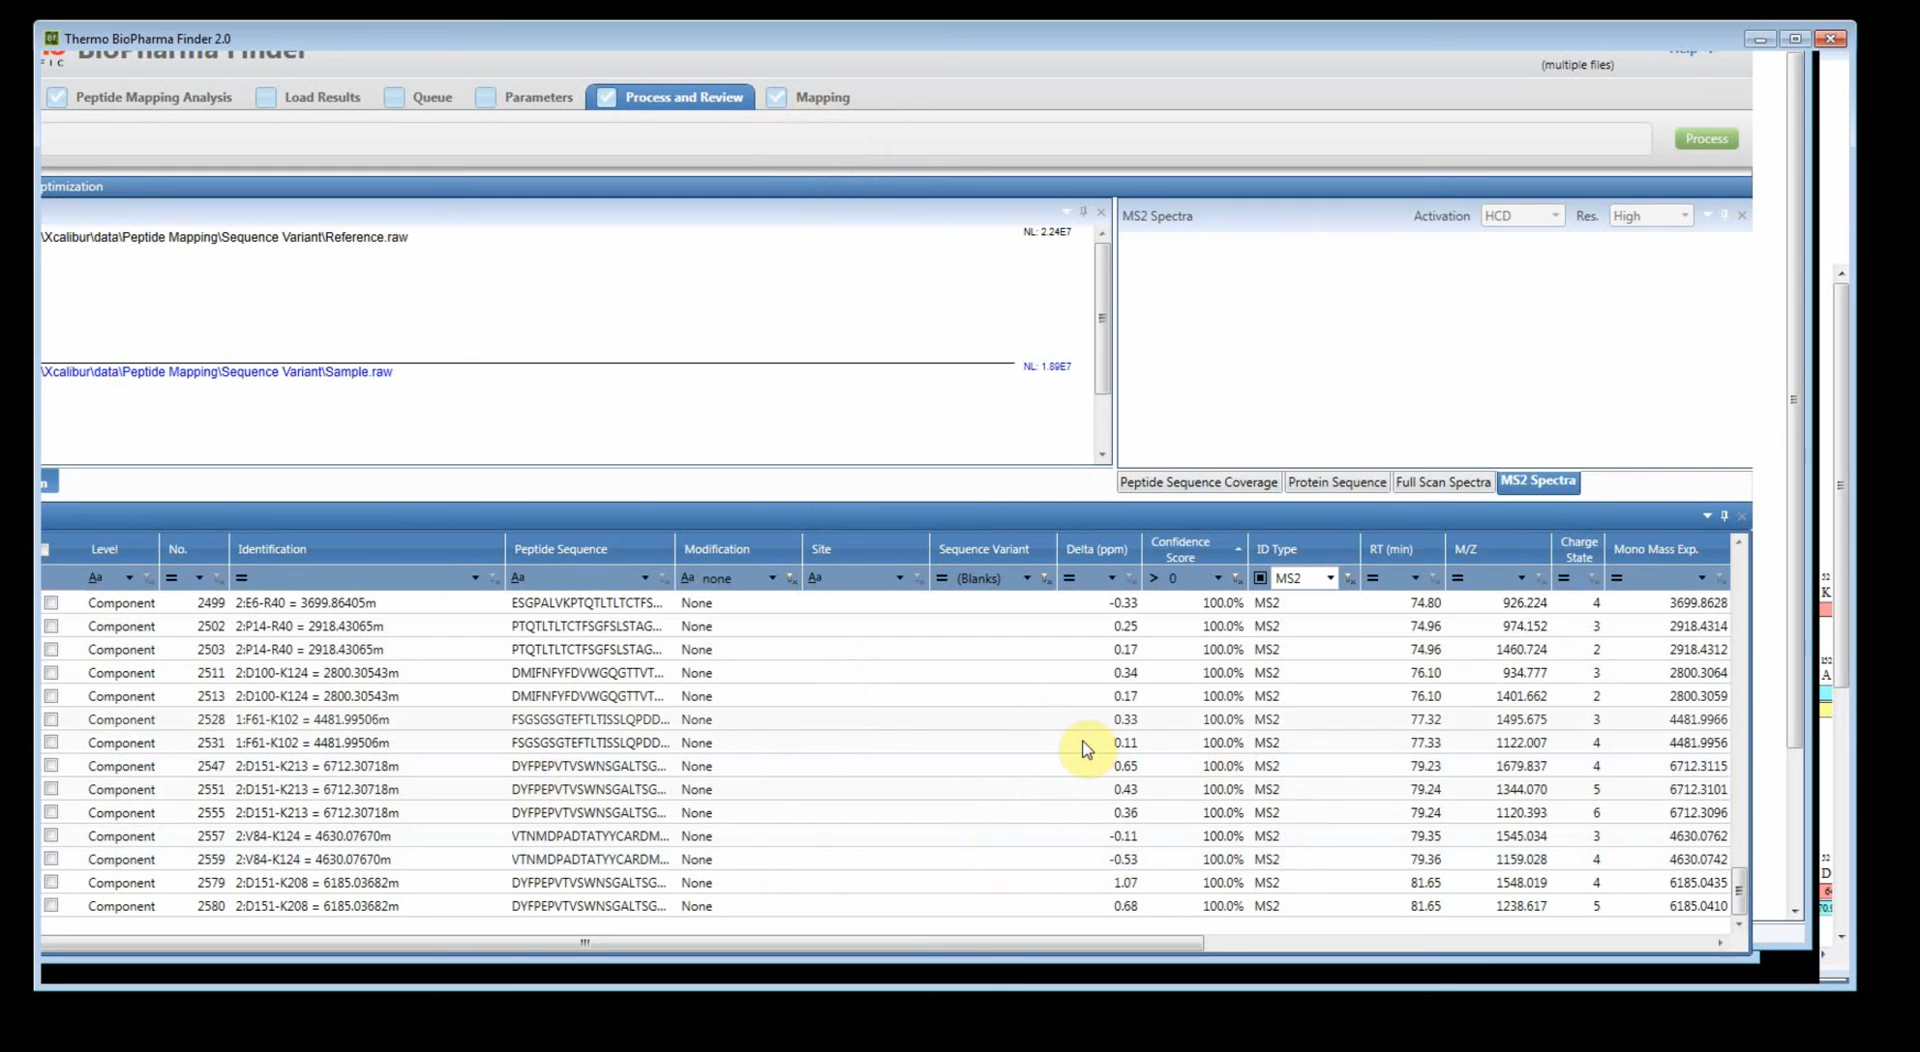 Thermo BioPharma Finder 2.0
BioPharma Finder
(multiple files)
Peptide Mapping Analysis Load Results Queue Parameters Process and Review Mapping
Process
ptimization
MS2 Spectra Activation HCD Res. High
\Xcalibur\data\Peptide Mapping\Sequence Variant\Reference.raw NL: 2.24E7
\Xcalibur\data\Peptide Mapping\Sequence Variant\Sample.raw NL: 1.89E7
n Peptide Sequence Coverage Protein Sequence Full Scan Spectra MS2 Spectra
Level No. Identification Peptide Sequence Modification Site Sequence Variant Delta (ppm) Confidence Score ID Type RT (min) M/Z Charge State Mono Mass Exp.
Aa = = Aa Aa none Aa = (Blanks) = > 0 MS2 = = = =
Component 2499 2:E6-R40 = 3699.86405m ESGPALVKPTQTLTLTCTFS... None -0.33 100.0% MS2 74.80 926.224 4 3699.8628
Component 2502 2:P14-R40 = 2918.43065m PTQTLTLTCTFSGFSLSTAG... None 0.25 100.0% MS2 74.96 974.152 3 2918.4314
Component 2503 2:P14-R40 = 2918.43065m PTQTLTLTCTFSGFSLSTAG... None 0.17 100.0% MS2 74.96 1460.724 2 2918.4312
Component 2511 2:D100-K124 = 2800.30543m DMIFNFYFDVWGQGTTVT... None 0.34 100.0% MS2 76.10 934.777 3 2800.3064
Component 2513 2:D100-K124 = 2800.30543m DMIFNFYFDVWGQGTTVT... None 0.17 100.0% MS2 76.10 1401.662 2 2800.3059
Component 2528 1:F61-K102 = 4481.99506m FSGSGSGTEFTLTISSLQPDD... None 0.33 100.0% MS2 77.32 1495.675 3 4481.9966
Component 2531 1:F61-K102 = 4481.99506m FSGSGSGTEFTLTISSLQPDD... None 0.11 100.0% MS2 77.33 1122.007 4 4481.9956
Component 2547 2:D151-K213 = 6712.30718m DYFPEPVTVSWNSGALTSG... None 0.65 100.0% MS2 79.23 1679.837 4 6712.3115
Component 2551 2:D151-K213 = 6712.30718m DYFPEPVTVSWNSGALTSG... None 0.43 100.0% MS2 79.24 1344.070 5 6712.3101
Component 2555 2:D151-K213 = 6712.30718m DYFPEPVTVSWNSGALTSG... None 0.36 100.0% MS2 79.24 1120.393 6 6712.3096
Component 2557 2:V84-K124 = 4630.07670m VTNMDPADTATYYCARDM... None -0.11 100.0% MS2 79.35 1545.034 3 4630.0762
Component 2559 2:V84-K124 = 4630.07670m VTNMDPADTATYYCARDM... None -0.53 100.0% MS2 79.36 1159.028 4 4630.0742
Component 2579 2:D151-K208 = 6185.03682m DYFPEPVTVSWNSGALTSG... None 1.07 100.0% MS2 81.65 1548.019 4 6185.0435
Component 2580 2:D151-K208 = 6185.03682m DYFPEPVTVSWNSGALTSG... None 0.68 100.0% MS2 81.65 1238.617 5 6185.0410
52
K
152
A
52
D